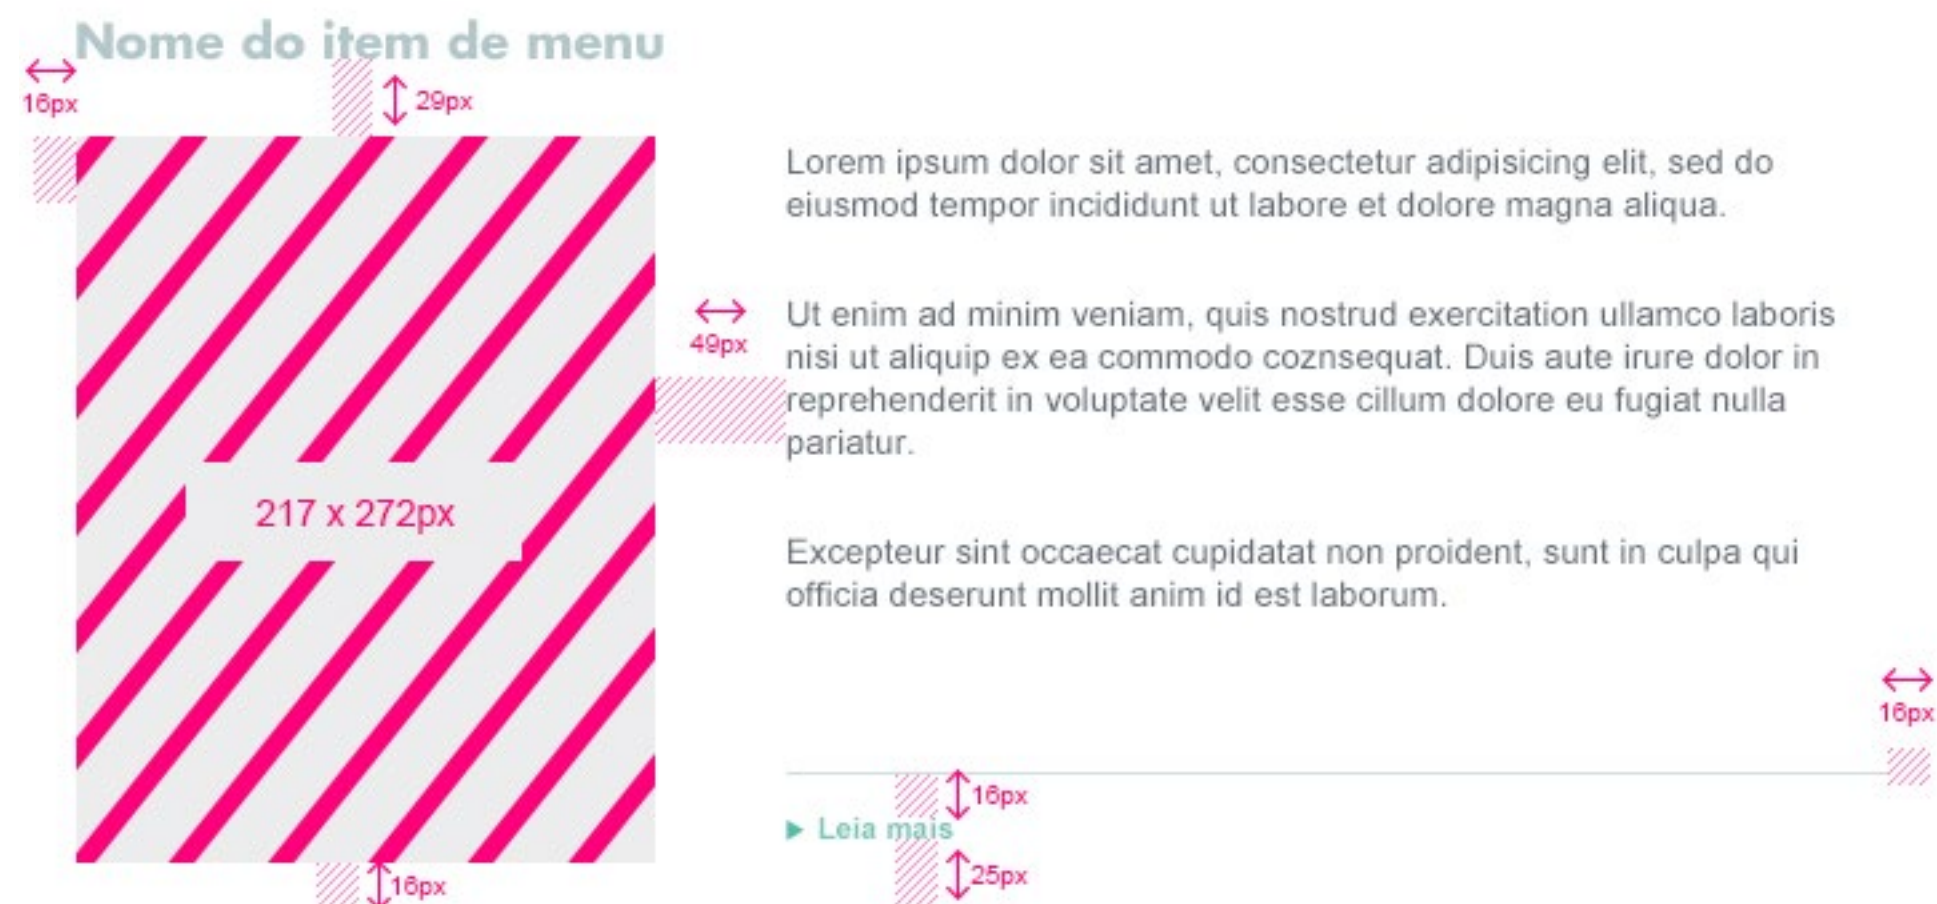 Nome do item de menu
16px
29px
Lorem ipsum dolor sit amet, consectetur adipisicing elit, sed do
eiusmod tempor incididunt ut labore et dolore magna aliqua.
49px
Ut enim ad minim veniam, quis nostrud exercitation ullamco laboris
nisi ut aliquip ex ea commodo coznsequat. Duis aute irure dolor in
reprehenderit in voluptate velit esse cillum dolore eu fugiat nulla
pariatur.
217 x 272px
Excepteur sint occaecat cupidatat non proident, sunt in culpa qui
officia deserunt mollit anim id est laborum.
16px
16px
Leia mais
25px
16px